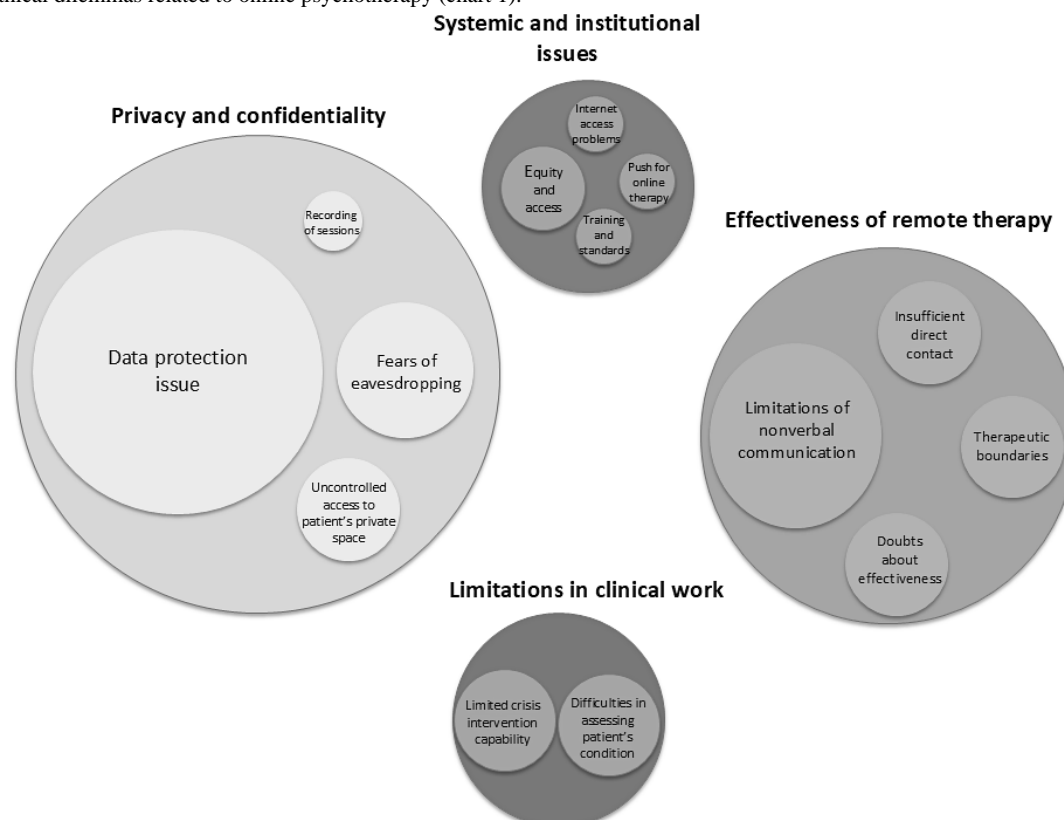 ethical dilemmas related to online psychotherapy (chart 1).
Systemic and institutional
issues
Privacy and confidentiality
Internet
access
problems
Equity
and
access
Push for
online
therapy
Training
and
standards
Recording
of sessions
Data protection
issue
Fears of
eavesdropping
Uncontrolled
access to
patient's private
space
Effectiveness of remote therapy
Insufficient
direct
contact
Limitations of
nonverbal
communication
Therapeutic
boundaries
Doubts
about
effectiveness
Limitations in clinical work
Limited crisis
intervention
capability
Difficulties in
assessing
patient's
condition